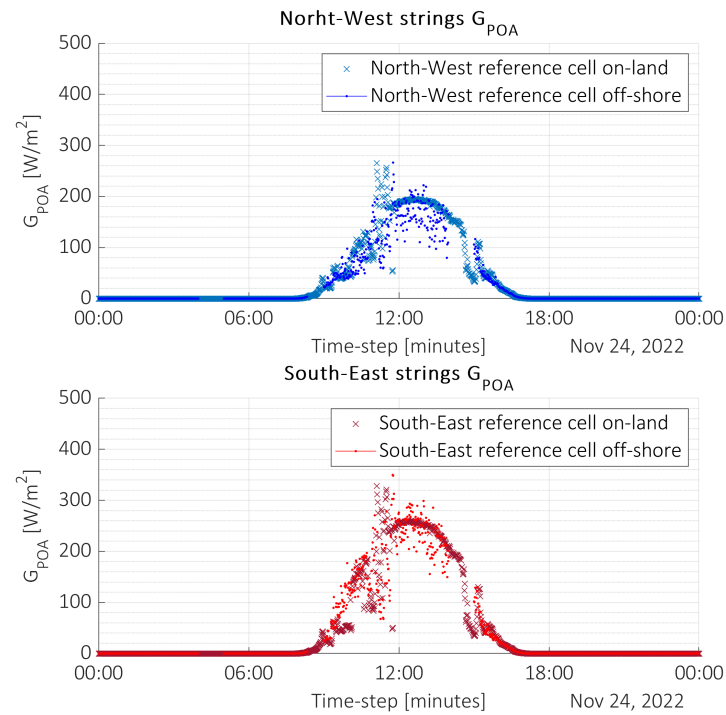 Norht-West strings G_POA
500
400
300
200
100
0
G_POA [W/m²]
North-West reference cell on-land
North-West reference cell off-shore
00:00 06:00 12:00 18:00 00:00
Time-step [minutes] Nov 24, 2022
South-East strings G_POA
500
400
300
200
100
0
G_POA [W/m²]
South-East reference cell on-land
South-East reference cell off-shore
00:00 06:00 12:00 18:00 00:00
Time-step [minutes] Nov 24, 2022